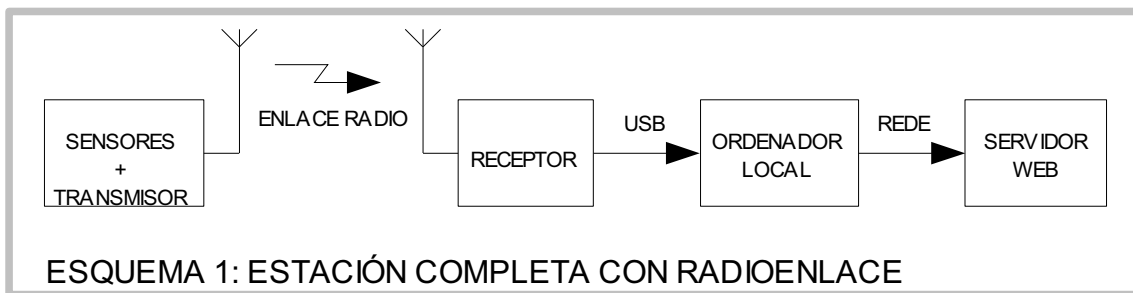 SENSORES
+
TRANSMISOR
ENLACE RADIO
RECEPTOR
USB
ORDENADOR
LOCAL
REDE
SERVIDOR
WEB
ESQUEMA 1: ESTACIÓN COMPLETA CON RADIOENLACE